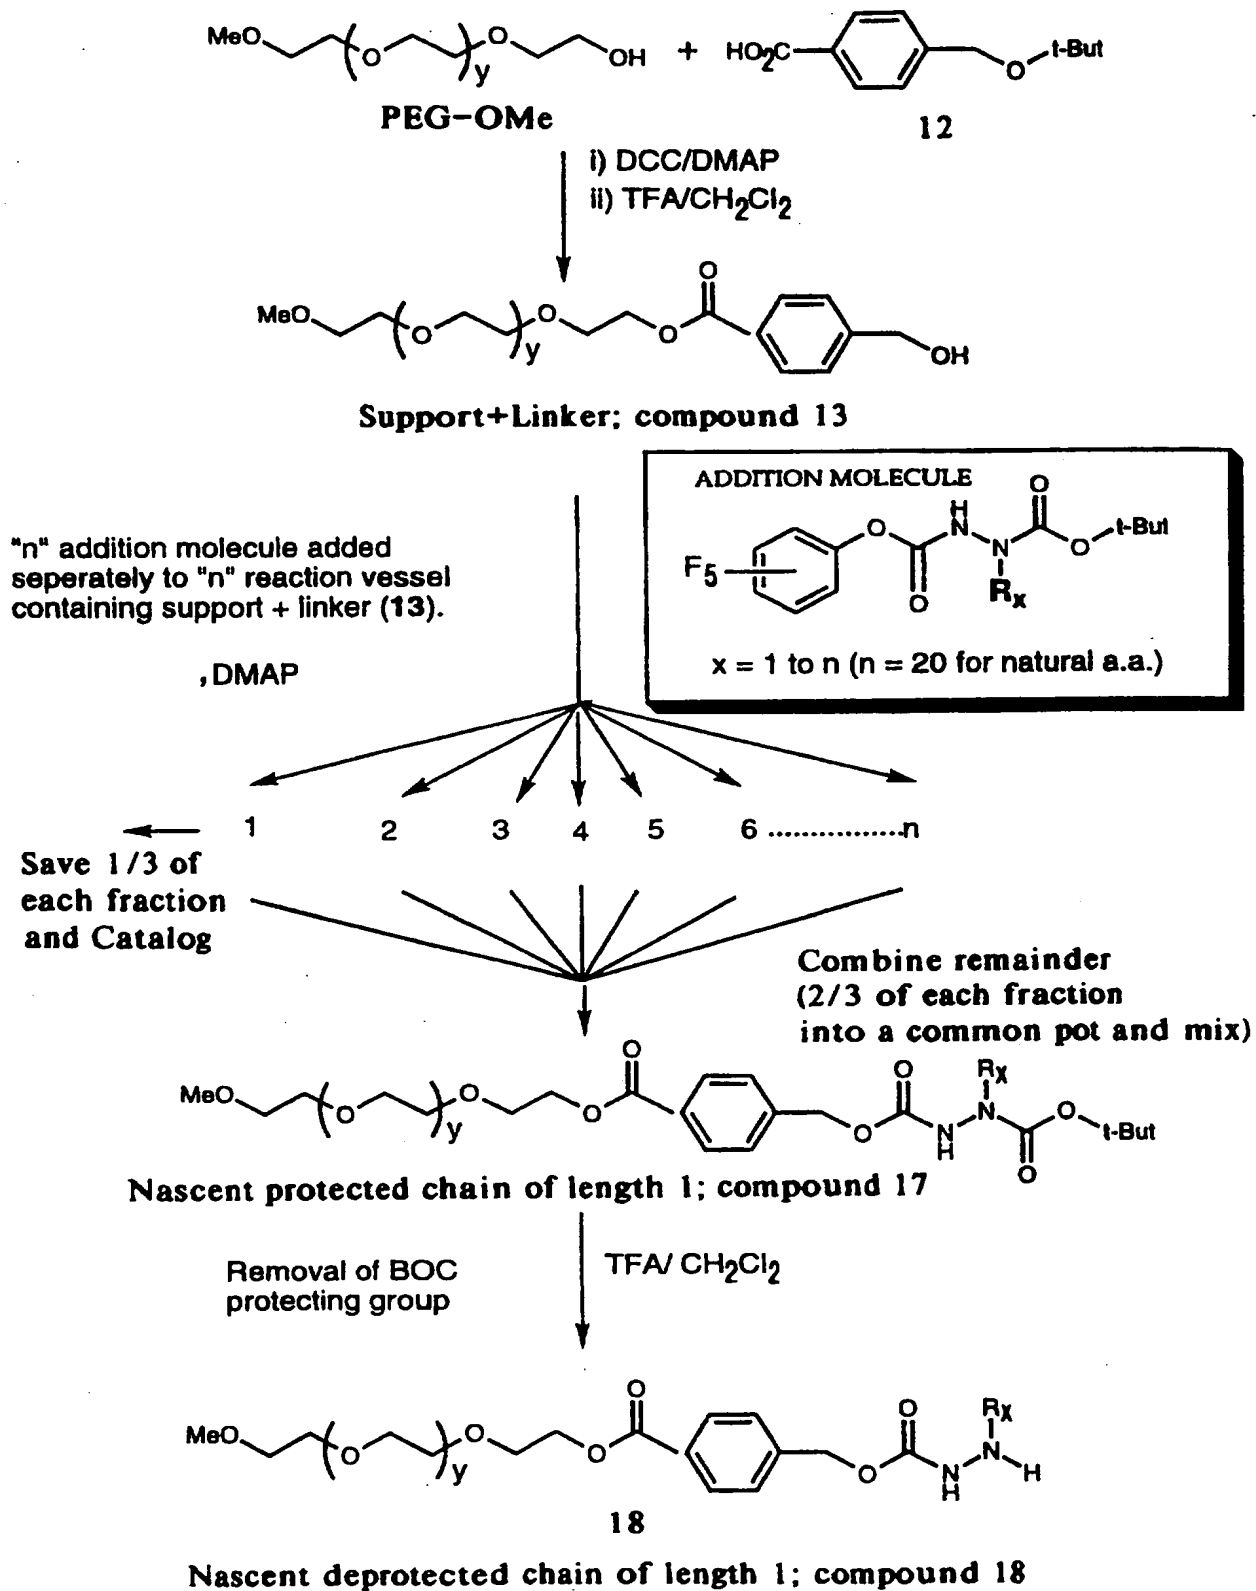 MeO O O OH + HO2C O t-But
y
PEG-OMe
12
i) DCC/DMAP
ii) TFA/CH2Cl2
O
MeO O O O OH
y
Support+Linker; compound 13
ADDITION MOLECULE
F5 O H N N O O t-But
O Rx
x = 1 to n (n = 20 for natural a.a.)
"n" addition molecule added
seperately to "n" reaction vessel
containing support + linker (13).
,DMAP
1 2 3 4 5 6 ................n
Save 1/3 of
each fraction
and Catalog
Combine remainder
(2/3 of each fraction
into a common pot and mix)
O O Rx
MeO O O O O N N O t-But
y H O
Nascent protected chain of length 1; compound 17
Removal of BOC
protecting group
TFA/ CH2Cl2
O O Rx
MeO O O O O N N H
y H
18
Nascent deprotected chain of length 1; compound 18